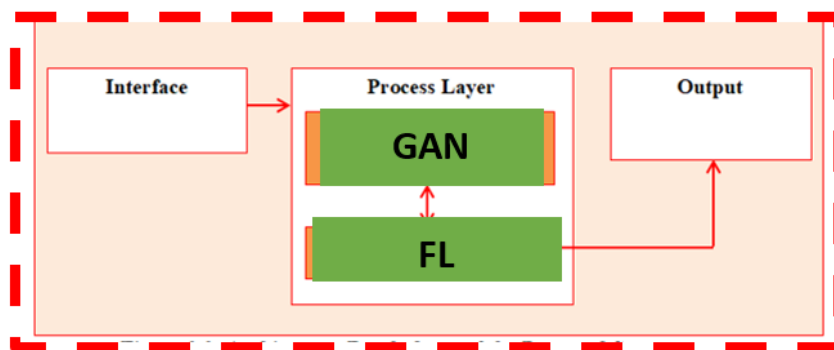 Interface
Process Layer
Output
GAN
FL